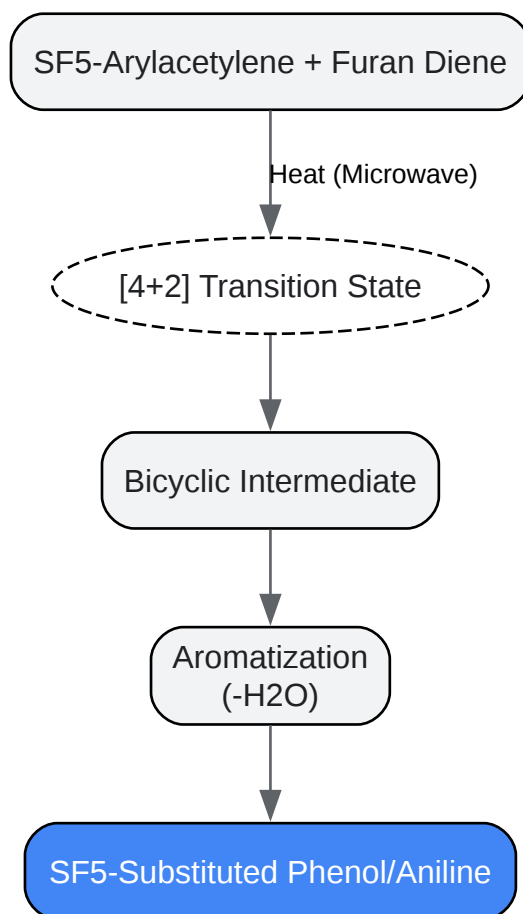 SF5-Arylacetylene + Furan Diene
Heat (Microwave)
[4+2] Transition State
Bicyclic Intermediate
Aromatization
(-H2O)
SF5-Substituted Phenol/Aniline